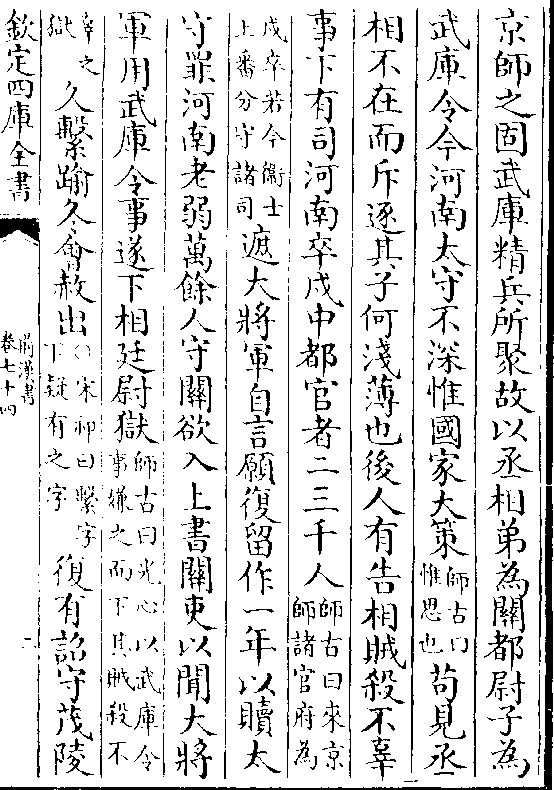 京師之固武庫精兵所聚故以丞相弟為關都尉子為
武庫令今河南太守不深惟國家大策師古曰惟思也苟見丞
相不在而斥逐其子何淺薄也後人有告相賊殺不辜
事下有司河南卒戍中都官者二三千人師古曰來京師諸官府為
戍卒若今衞士上番分守諸司遮大將軍自言願復留作一年以贖太
守罪河南老弱萬餘人守關欲入上書關吏以聞大將
軍用武庫令事遂下相廷尉獄師古曰光心以武庫令事嫌之而下其賊殺不
辜之獄久繫踰冬會赦出○宋祁曰繫字下疑有之字復有詔守茂陵
欽定四庫全書
前漢書
卷七十四
二